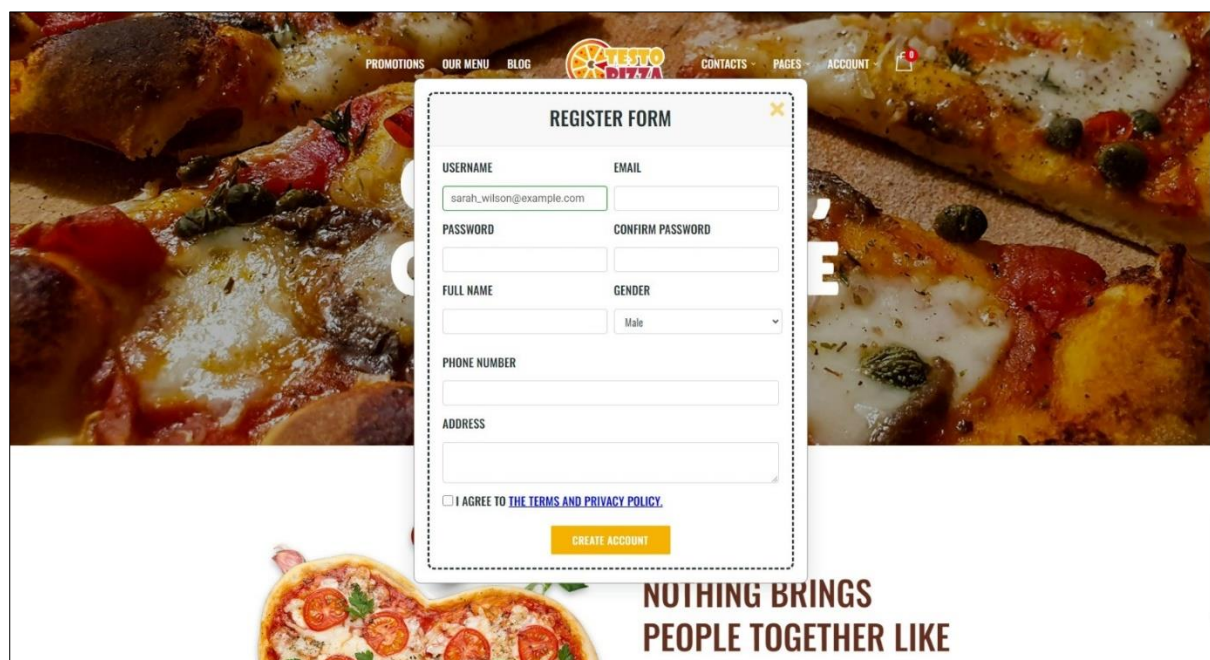 PROMOTIONS OUR MENU BLOG TESTO PIZZA CONTACTS PAGES ACCOUNT 0
REGISTER FORM
USERNAME EMAIL
sarah_wilson@example.com
PASSWORD CONFIRM PASSWORD
FULL NAME GENDER
Male
PHONE NUMBER
ADDRESS
I AGREE TO THE TERMS AND PRIVACY POLICY.
CREATE ACCOUNT
NOTHING BRINGS
PEOPLE TOGETHER LIKE